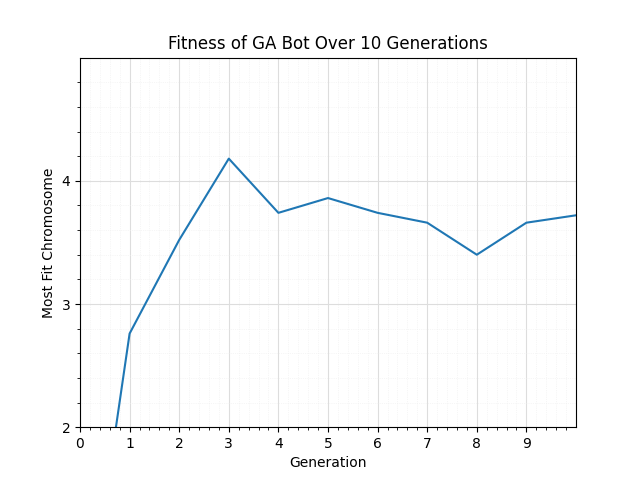 Fitness of GA Bot Over 10 Generations
Most Fit Chromosome
4
3
2
0 1 2 3 4 5 6 7 8 9
Generation